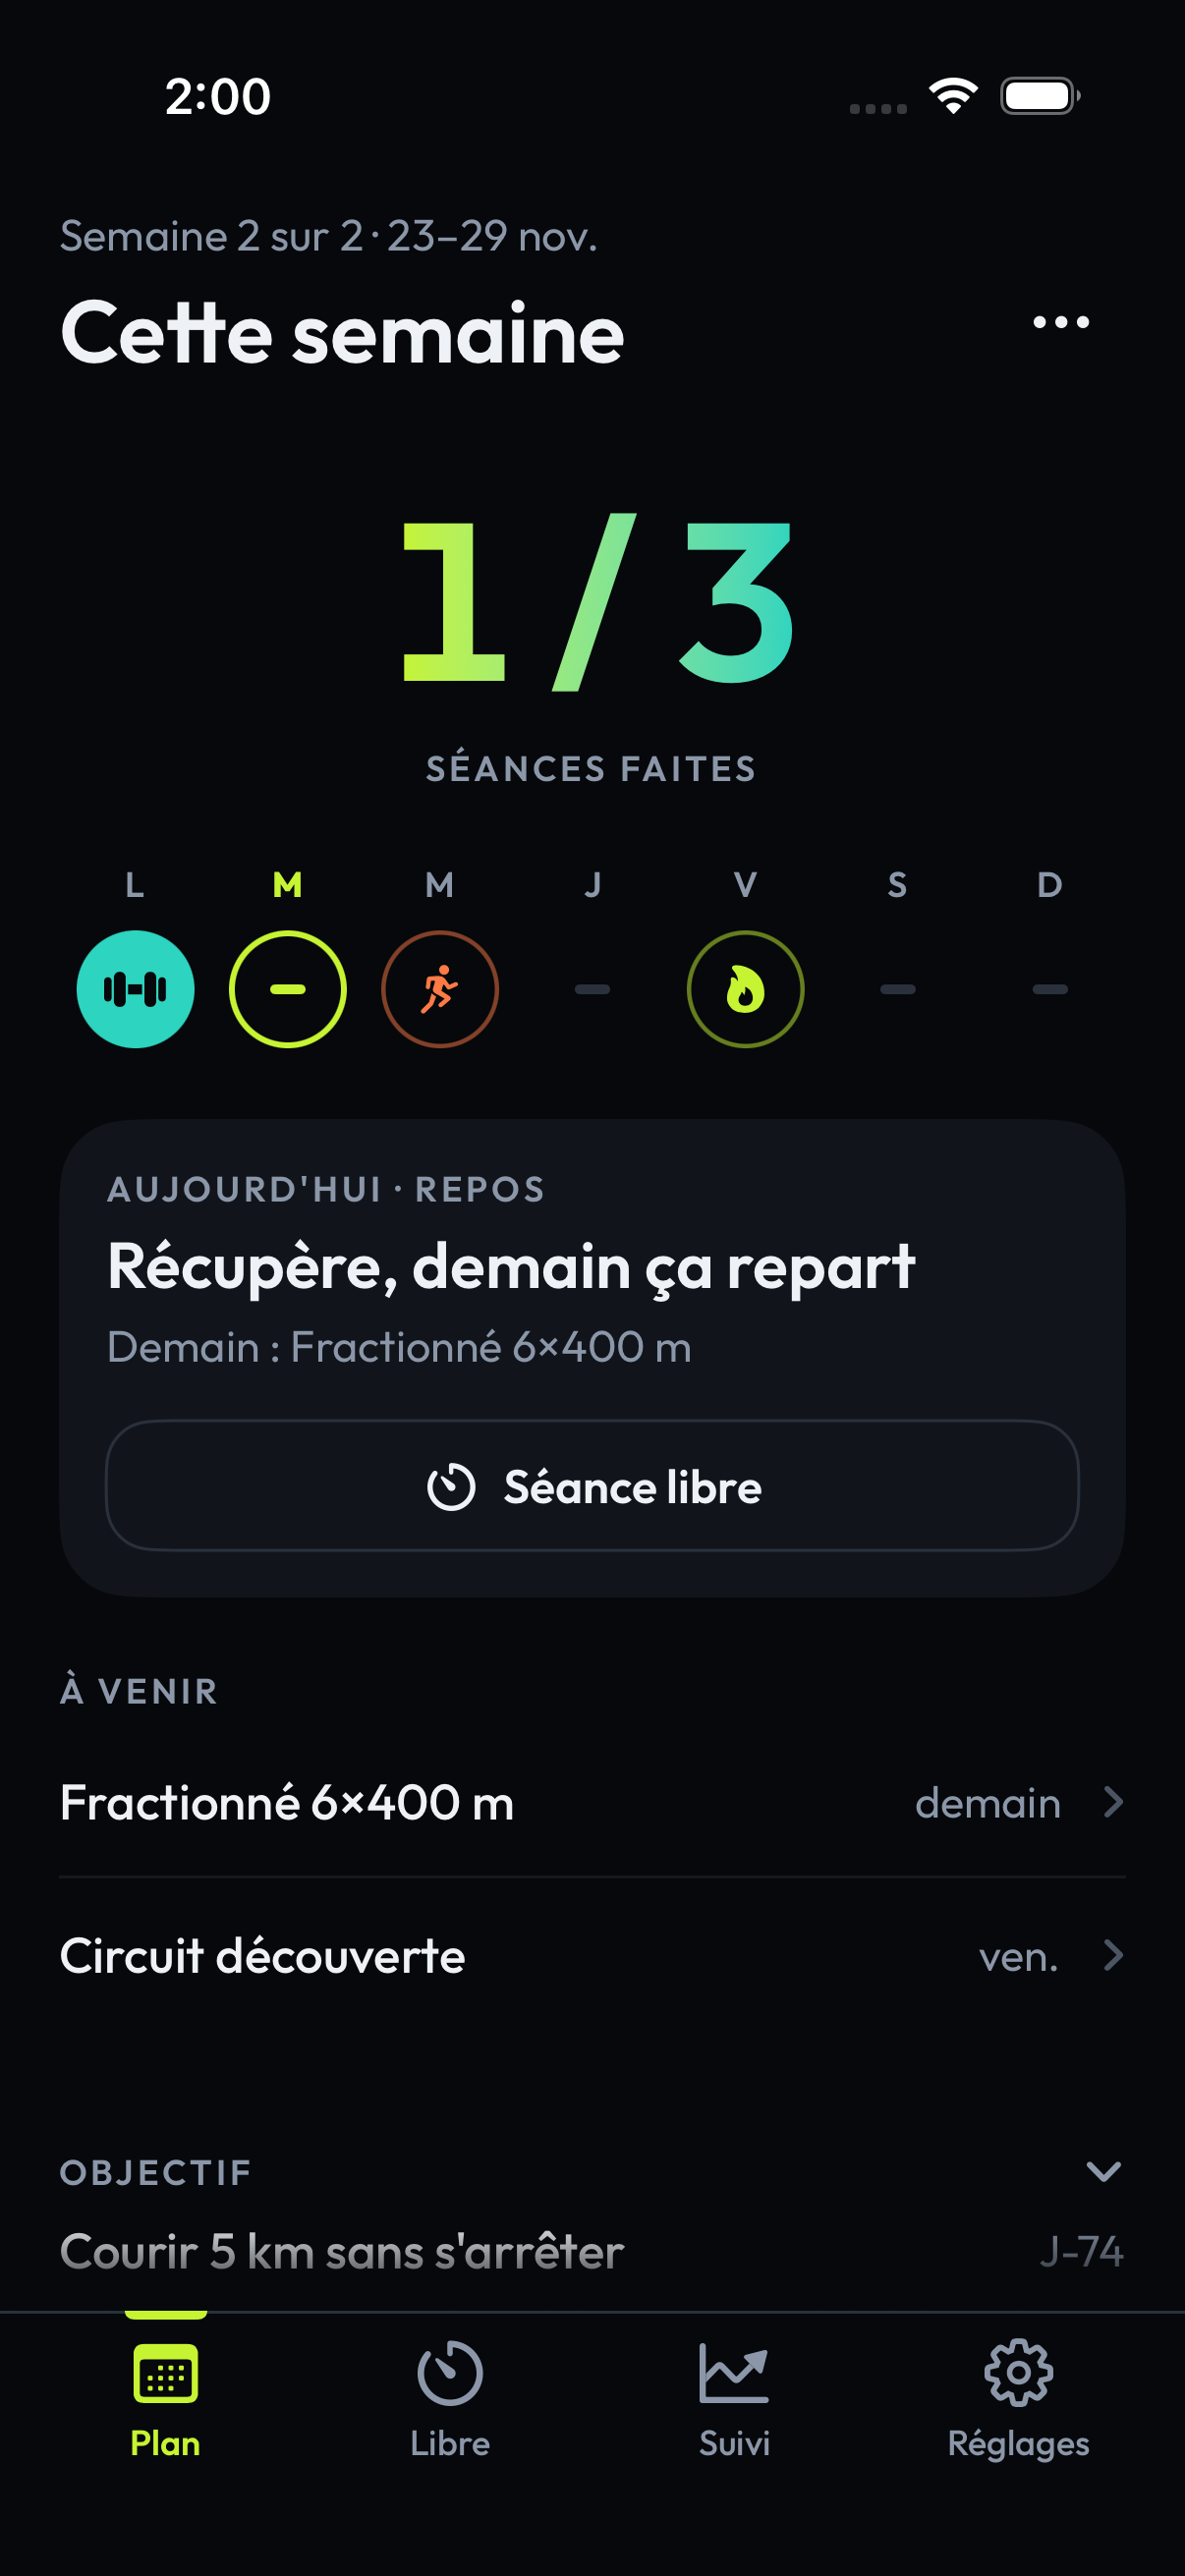 2:00
Semaine 2 sur 2 · 23–29 nov.
Cette semaine
1/3
SÉANCES FAITES
L M M J V S D
AUJOURD'HUI · REPOS
Récupère, demain ça repart
Demain : Fractionné 6×400 m
Séance libre
À VENIR
Fractionné 6×400 m demain
Circuit découverte ven.
OBJECTIF
Courir 5 km sans s'arrêter J-74
Plan Libre Suivi Réglages